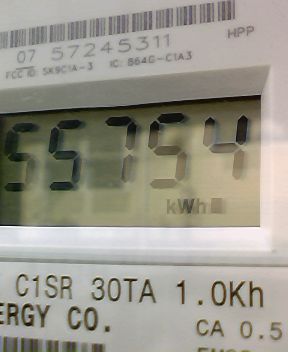 07 57245311
HPP
FCC ID: SK9C1A-3 IC: 864G-C1A3
55754
kWh
C1SR 30TA 1.0Kh
ERGY CO.
CA 0.5